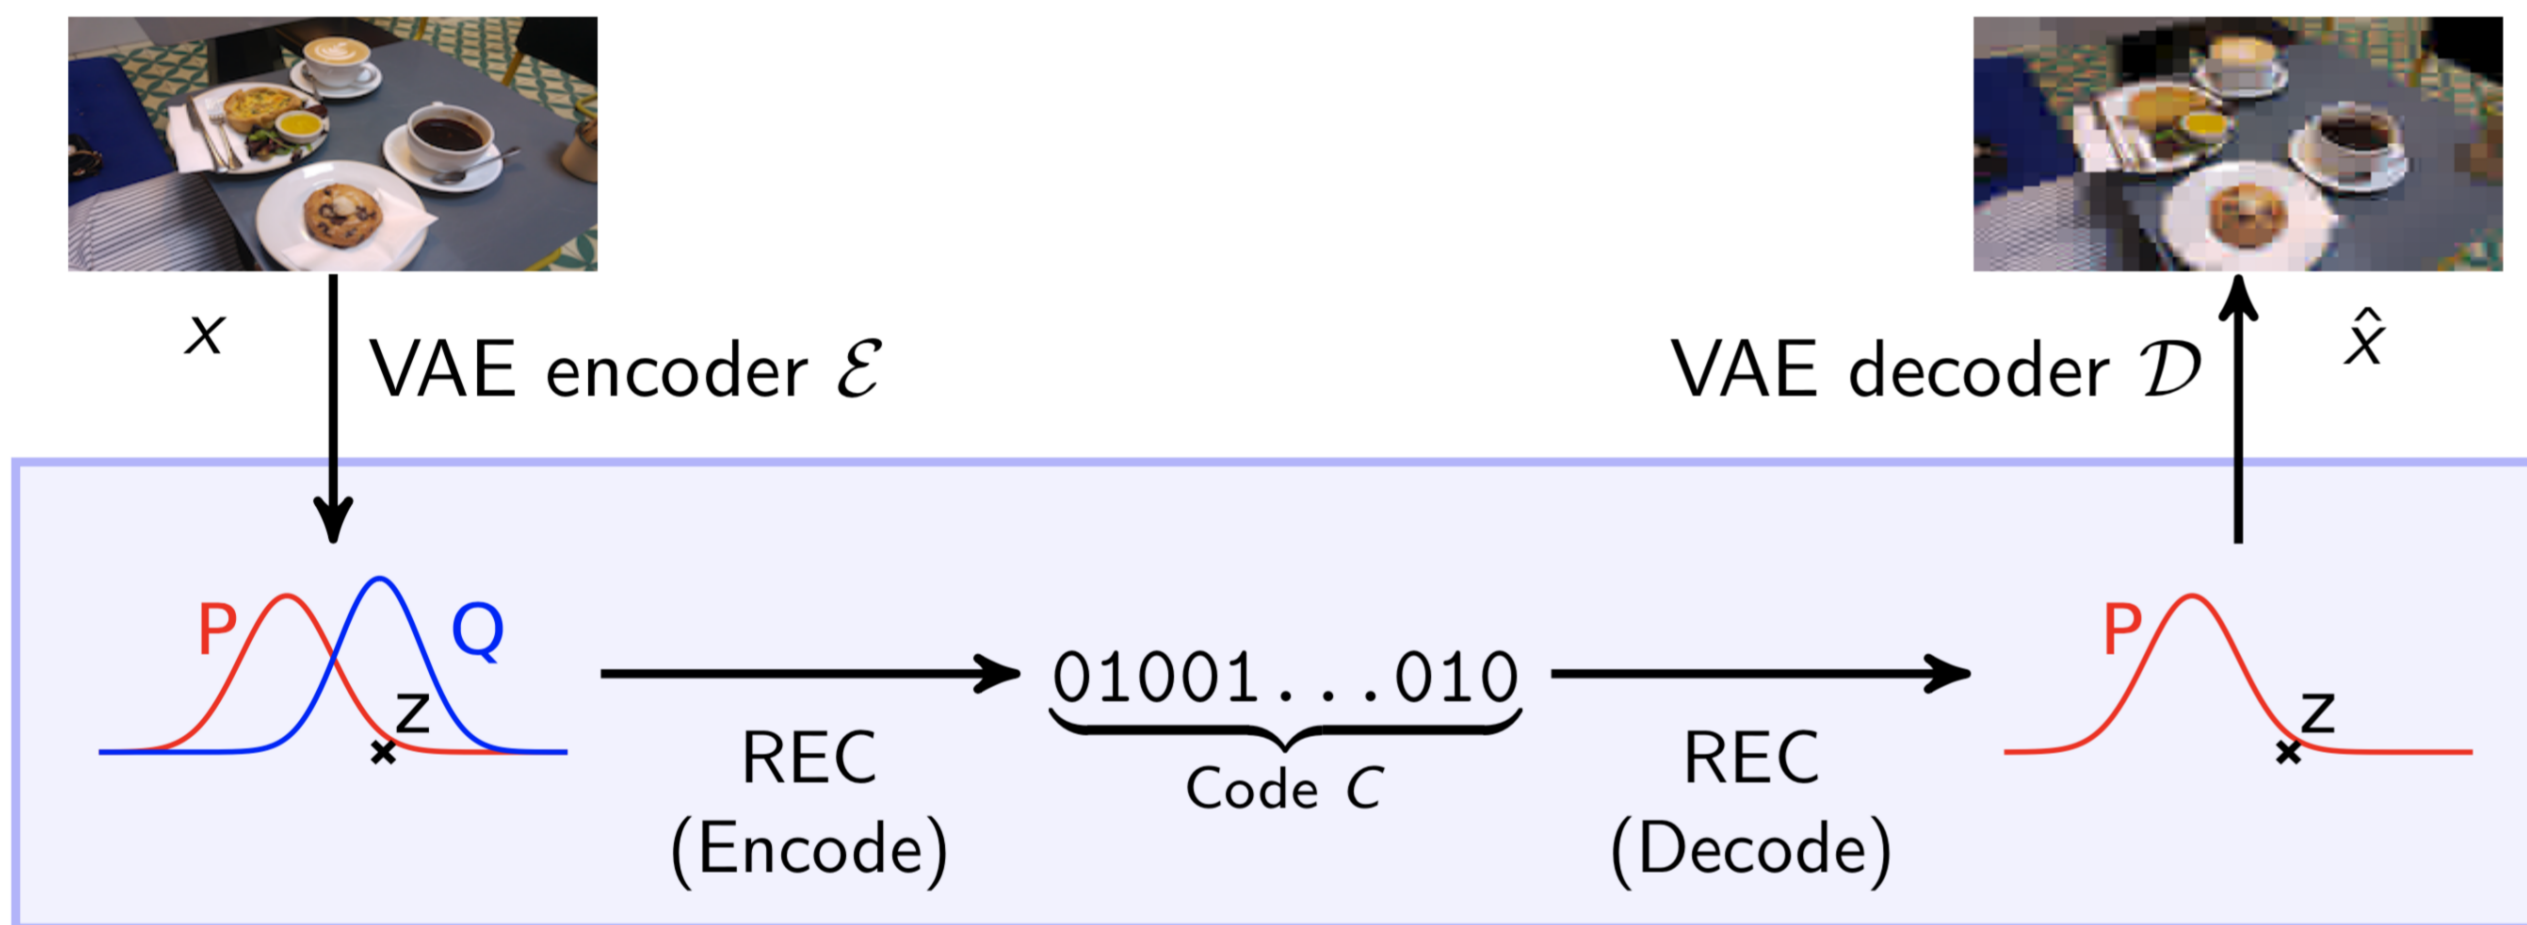 x
VAE encoder ℰ
VAE decoder 𝒟
x̂
P
Q
z
REC
(Encode)
01001...010
Code C
REC
(Decode)
P
z